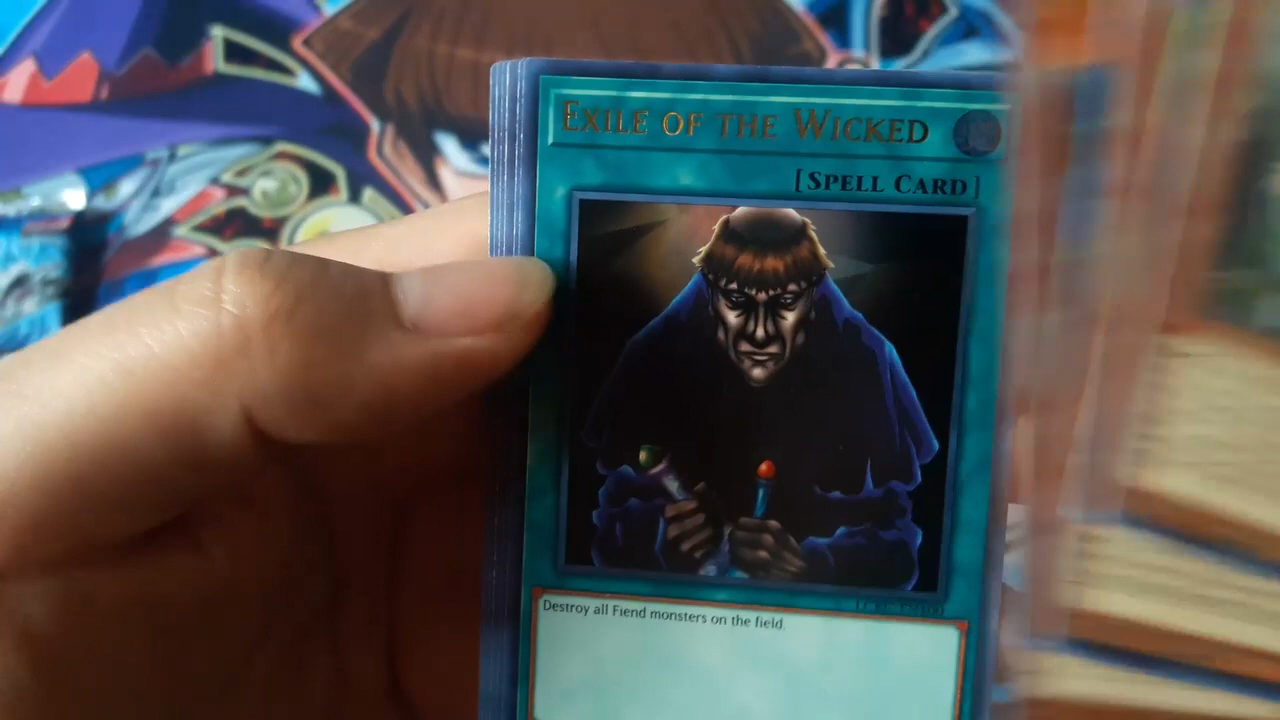 Exile of the Wicked
[Spell Card]
Destroy all Fiend monsters on the field.